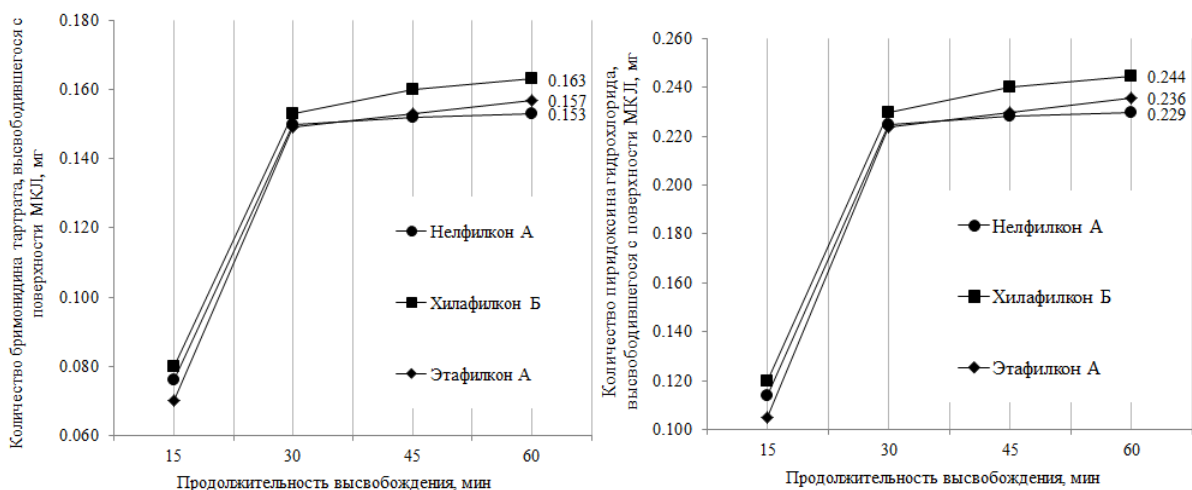 Количество бримонидина тартрата, высвободившегося с
поверхности МКЛ, мг
0.180
0.160
0.140
0.120
0.100
0.080
0.060
0.163
0.157
0.153
Нелфилкон А
Хилафилкон Б
Этафилкон А
15 30 45 60
Продолжительность высвобождения, мин
Количество пиридоксина гидрохлорида,
высвободившегося с поверхности МКЛ, мг
0.260
0.240
0.220
0.200
0.180
0.160
0.140
0.120
0.100
0.244
0.236
0.229
Нелфилкон А
Хилафилкон Б
Этафилкон А
15 30 45 60
Продолжительность высвобождения, мин